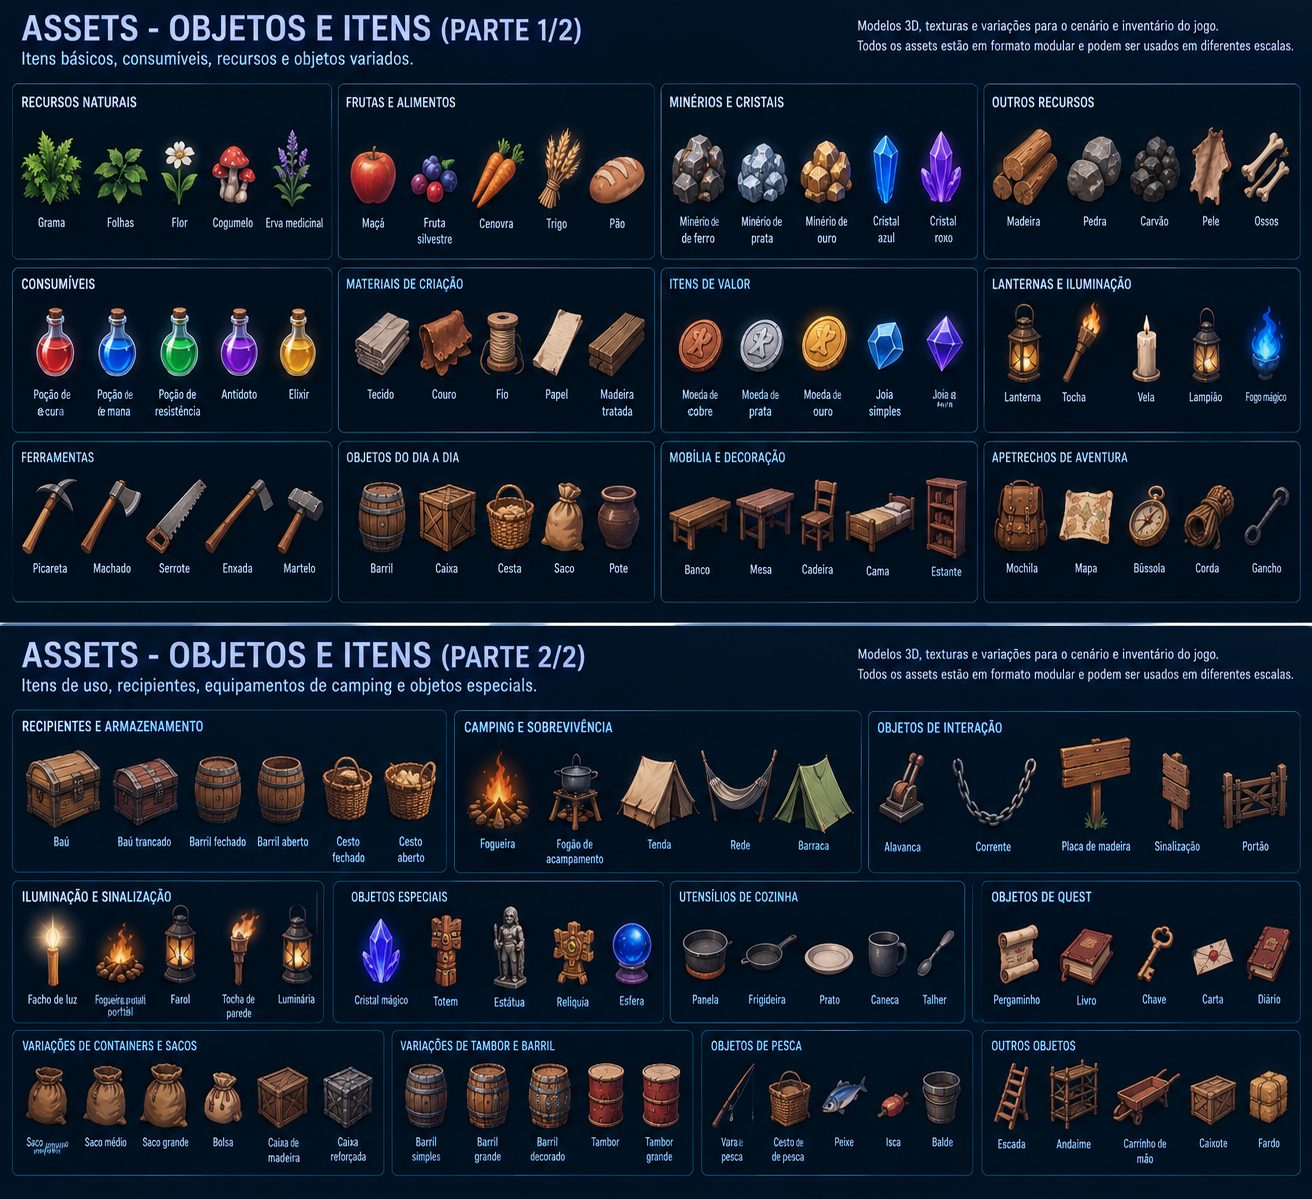 ASSETS - OBJETOS E ITENS (PARTE 1/2)
Itens básicos, consumíveis, recursos e objetos variados.
Modelos 3D, texturas e variações para o cenário e inventário do jogo.
Todos os assets estão em formato modular e podem ser usados em diferentes escalas.
RECURSOS NATURAIS
Grama
Folhas
Flor
Cogumelo
Erva medicinal
FRUTAS E ALIMENTOS
Maçá
Fruta
silvestre
Cenovra
Trigo
Pão
MINÉRIOS E CRISTAIS
Minério de
de ferro
Minério de
prata
Minério de
ouro
Cristal
azul
Cristal
roxo
OUTROS RECURSOS
Madeira
Pedra
Carvão
Pele
Ossos
CONSUMÍVEIS
Poção de
cura
Poção de
de mana
Poção de
resisténcia
Antídoto
Elixir
MATERIAIS DE CRIAÇÃO
Tecido
Couro
Fio
Papel
Madeira
tratada
ITENS DE VALOR
Moeda de
cobre
Moeda de
prata
Moeda de
ouro
Joia
simples
Joia
LANTERNAS E ILUMINAÇÃO
Lanterna
Tocha
Vela
Lampião
Fogo mágico
FERRAMENTAS
Picareta
Machado
Serrote
Enxada
Martelo
OBJETOS DO DIA A DIA
Barril
Caixa
Cesta
Saco
Pote
MOBÍLIA E DECORAÇÃO
Banco
Mesa
Cadeira
Cama
Estante
APETRECHOS DE AVENTURA
Mochila
Mapa
Bússola
Corda
Gancho
ASSETS - OBJETOS E ITENS (PARTE 2/2)
Itens de uso, recipientes, equipamentos de camping e objetos especials.
Modelos 3D, texturas e variações para o cenário e inventário do jogo.
Todos os assets estão em formato modular e podem ser usados em diferentes escalas.
RECIPIENTES E ARMAZENAMENTO
Baú
Baú trancado
Barril fechado
Barril aberto
Cesto
fechado
Cesto
aberto
CAMPING E SOBREVIVÊNCIA
Fogueira
Fogão de
acampamento
Tenda
Rede
Barraca
OBJETOS DE INTERAÇÃO
Alavanca
Corrente
Placa de madeira
Sinalização
Portão
ILUMINAÇÃO E SINALIZAÇÃO
Facho de luz
Fogueira
Farol
Tocha de
parede
Luminária
OBJETOS ESPECIAIS
Cristal mágico
Totem
Estátua
Relíquia
Esfera
UTENSÍLIOS DE COZINHA
Panela
Frigideira
Prato
Caneca
Talher
OBJETOS DE QUEST
Pergaminho
Livro
Chave
Carta
Diário
VARIAÇÕES DE CONTAINERS E SACOS
Saco
Saco médio
Saco grande
Bolsa
Caixa de
madeira
Caixa
reforçada
VARIAÇÕES DE TAMBOR E BARRIL
Barril
simples
Barril
grande
Barril
decorado
Tambor
Tambor
grande
OBJETOS DE PESCA
Vara de
pesca
Cesto de
de pesca
Peixe
Isca
Balde
OUTROS OBJETOS
Escada
Andaime
Carrinho de
mão
Caixote
Fardo